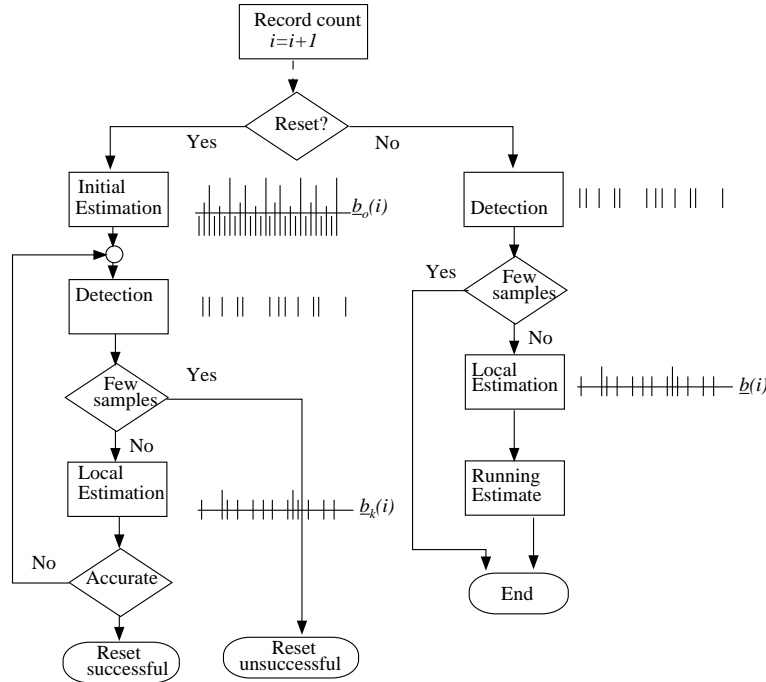 Record count
i=i+1
Reset?
Yes
No
Initial
Estimation
b_o(i)
Detection
Few
samples
Yes
No
Local
Estimation
b_k(i)
No
Accurate
Reset
successful
Reset
unsuccessful
Detection
Yes
Few
samples
No
Local
Estimation
b(i)
Running
Estimate
End